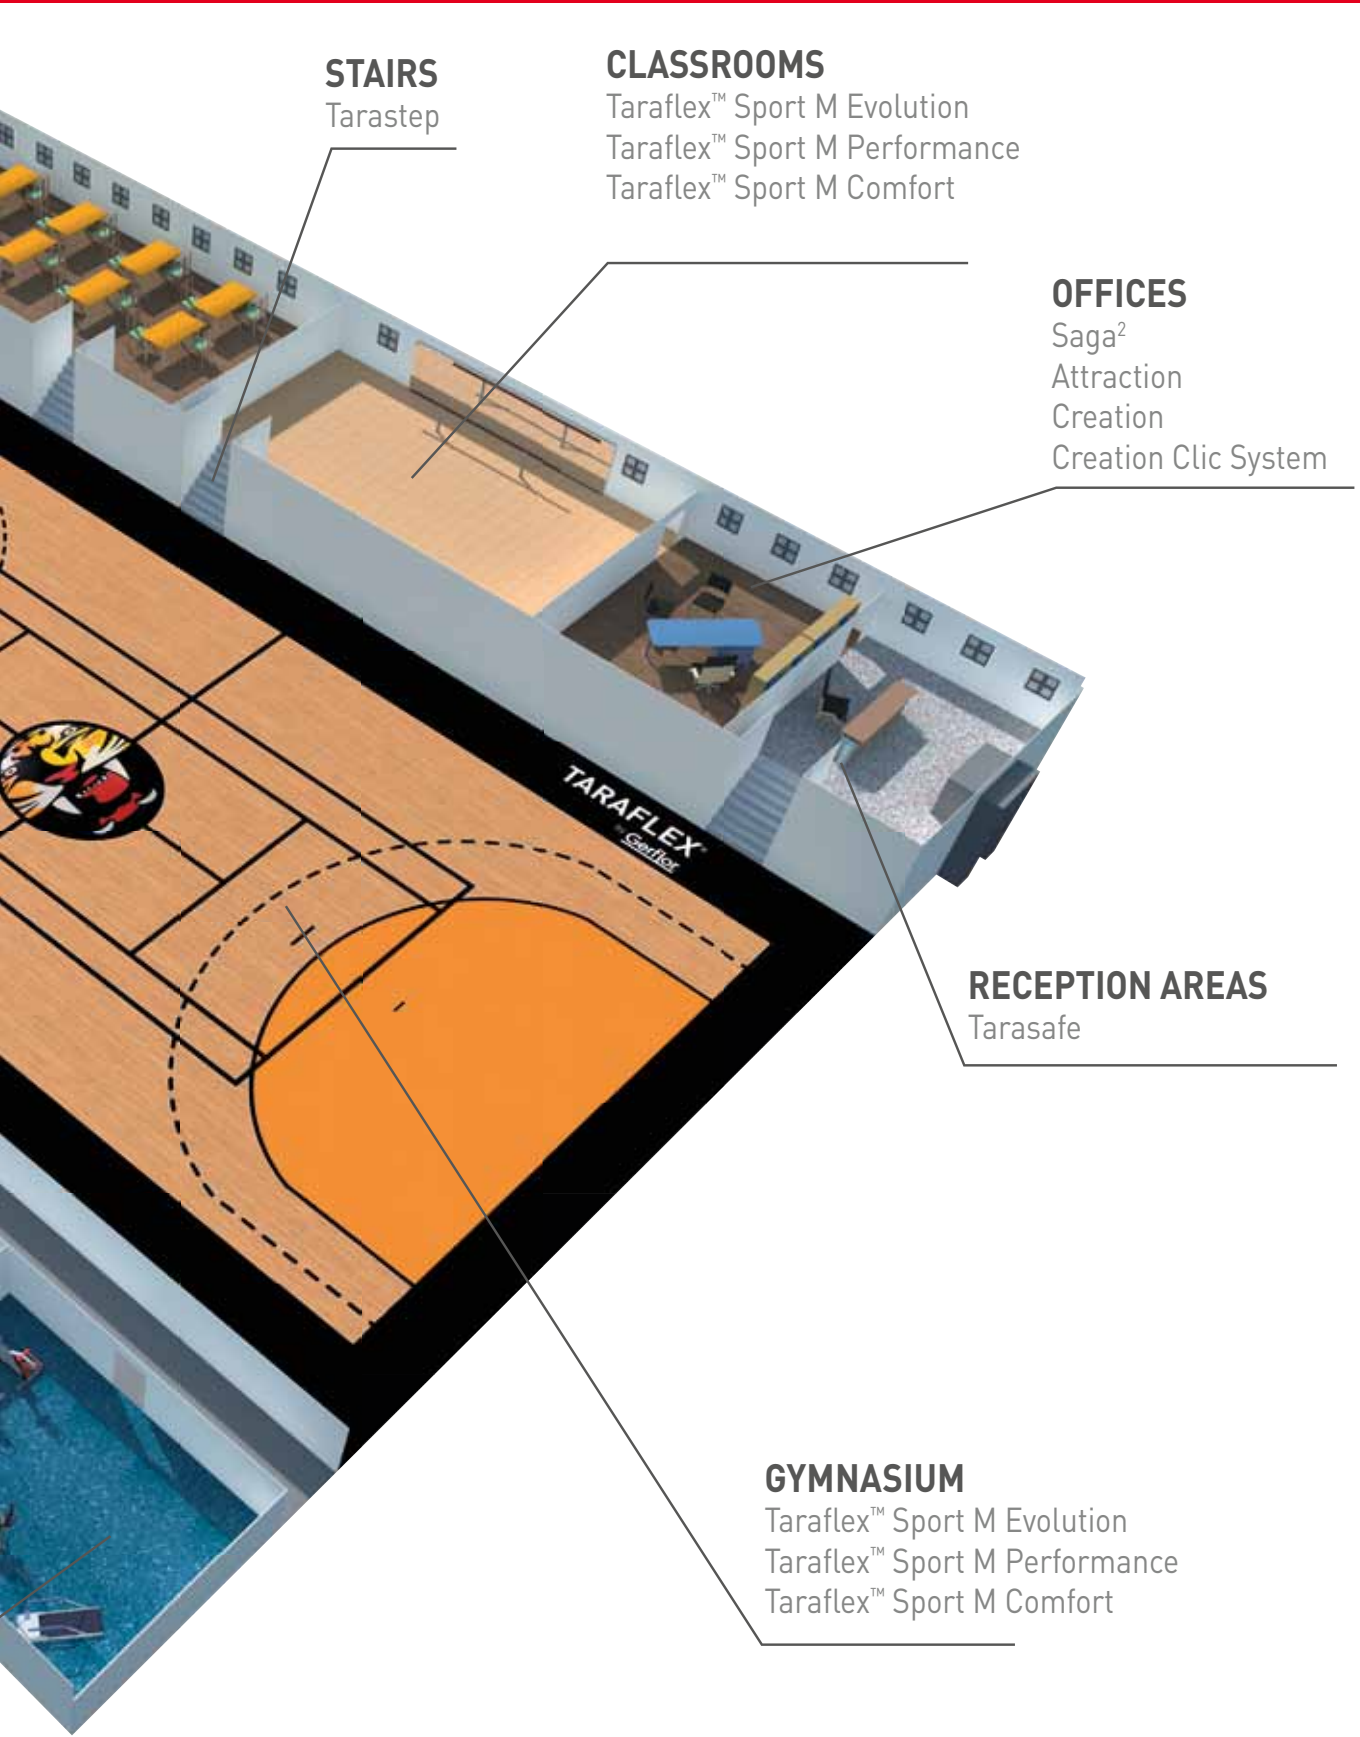 STAIRS
Tarastep
CLASSROOMS
Taraflex™ Sport M Evolution
Taraflex™ Sport M Performance
Taraflex™ Sport M Comfort
OFFICES
Saga²
Attraction
Creation
Creation Clic System
TARAFLEX®
by Gerflor
RECEPTION AREAS
Tarasafe
GYMNASIUM
Taraflex™ Sport M Evolution
Taraflex™ Sport M Performance
Taraflex™ Sport M Comfort